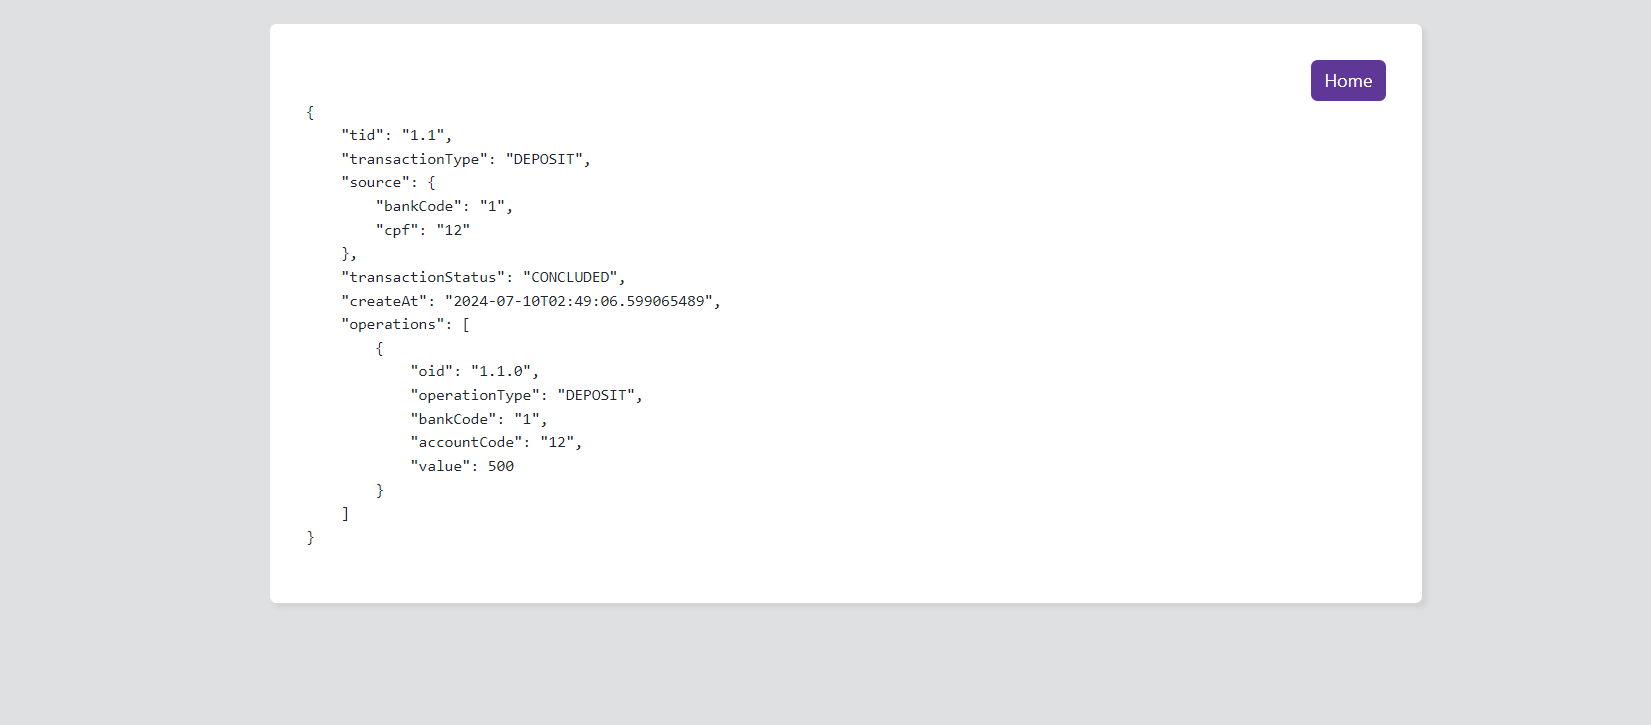 Home
{
    "tid": "1.1",
    "transactionType": "DEPOSIT",
    "source": {
        "bankCode": "1",
        "cpf": "12"
    },
    "transactionStatus": "CONCLUDED",
    "createAt": "2024-07-10T02:49:06.599065489",
    "operations": [
        {
            "oid": "1.1.0",
            "operationType": "DEPOSIT",
            "bankCode": "1",
            "accountCode": "12",
            "value": 500
        }
    ]
}